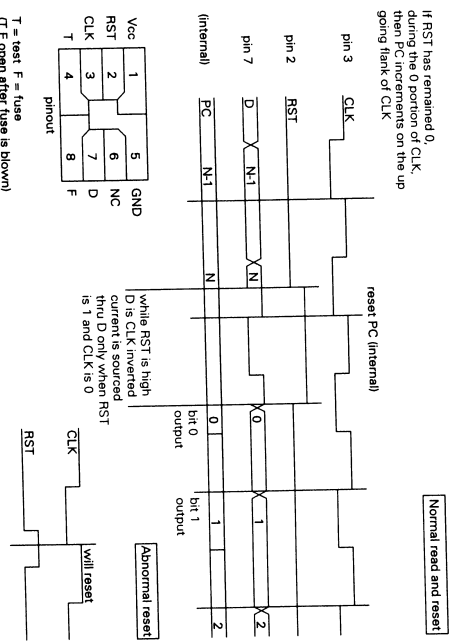 Normal read and reset
If RST has remained 0,
during the 0 portion of CLK,
then PC increments on the up
going flank of CLK
reset PC (internal)
pin 3
CLK
pin 2
RST
pin 7
D
N-1
N
0
1
2
(internal)
PC
N-1
N
0
1
2
while RST is high
D is CLK inverted
current is sourced
thru D only when RST
is 1 and CLK is 0
bit 0
output
bit 1
output
Abnormal reset
Vcc
1
5
GND
RST
2
6
NC
CLK
3
7
D
T
4
8
F
pinout
CLK
will reset
RST
T = test F = fuse
(T F open after fuse is blown)